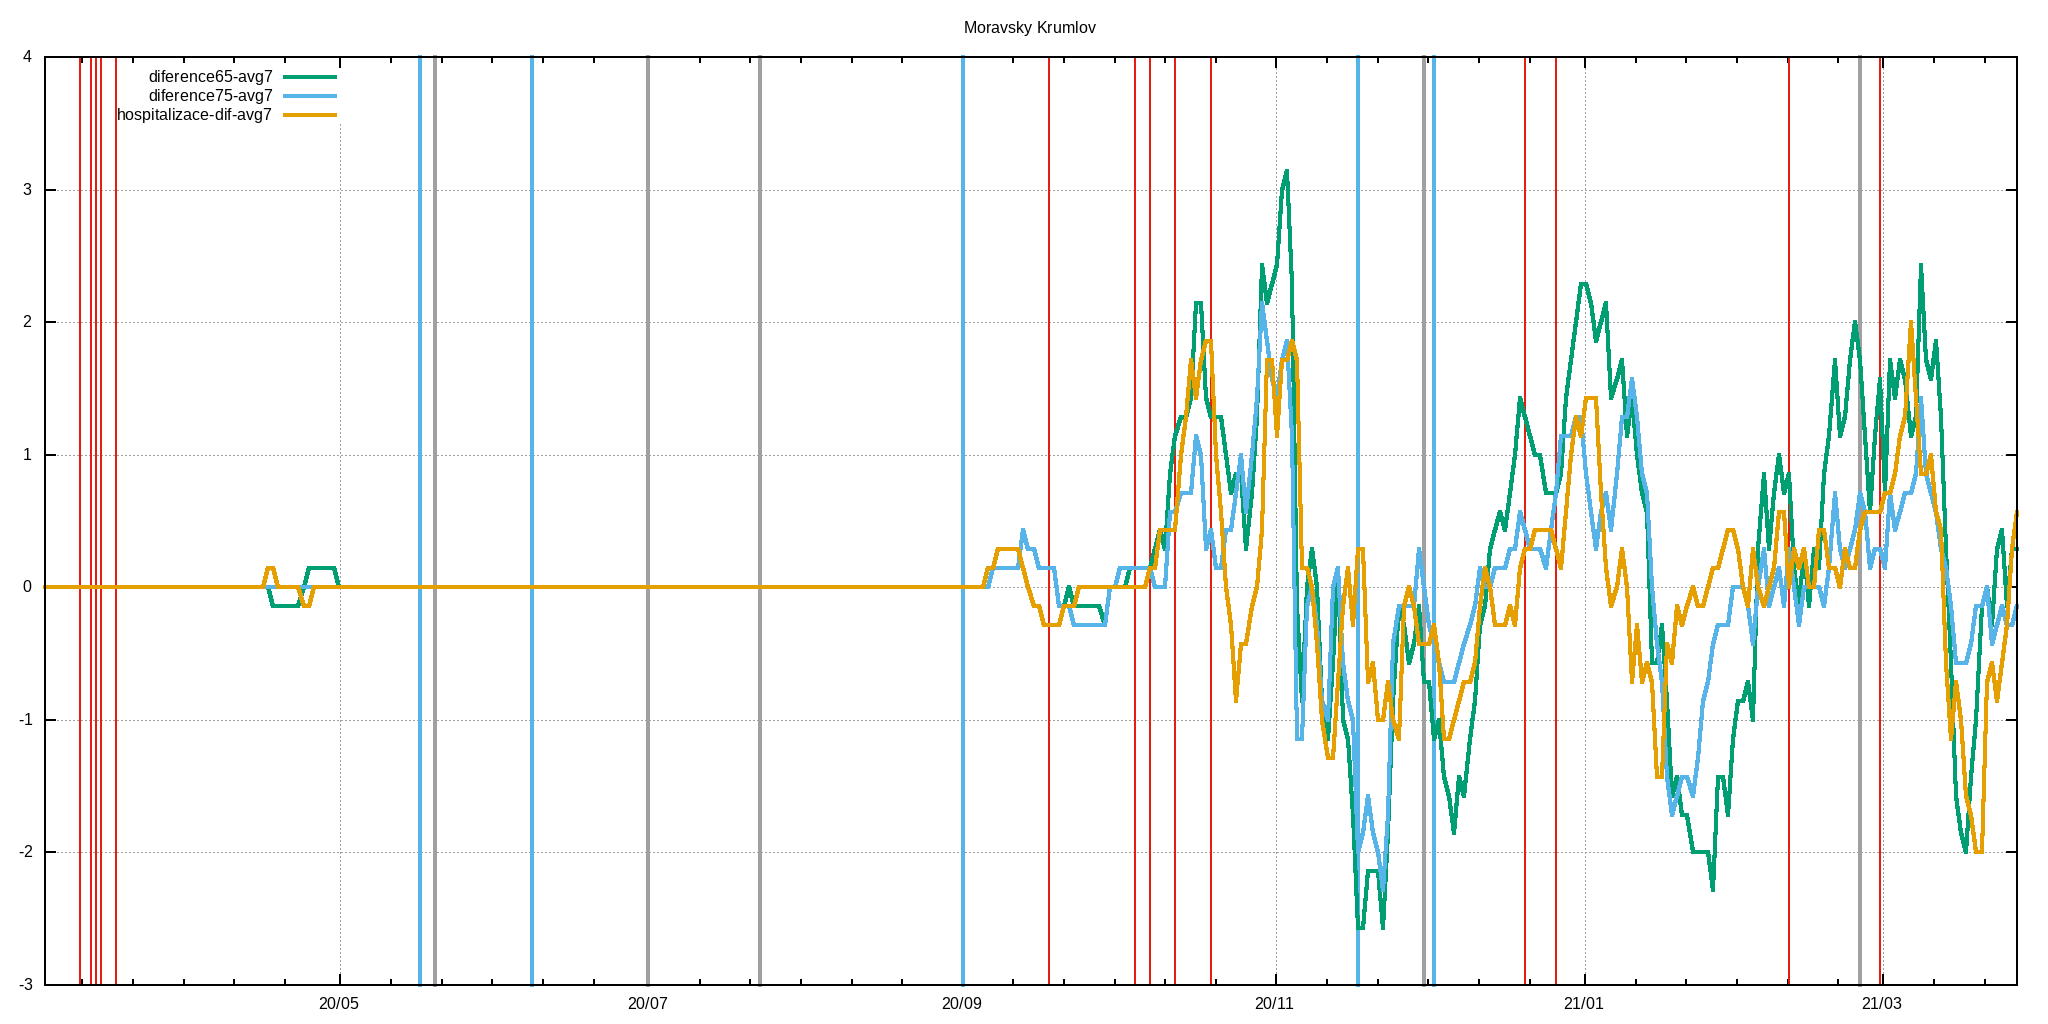 Moravsky Krumlov
4
diference65-avg7
diference75-avg7
hospitalizace-dif-avg7
3
2
1
0
-1
-2
-3
20/05 20/07 20/09 20/11 21/01 21/03